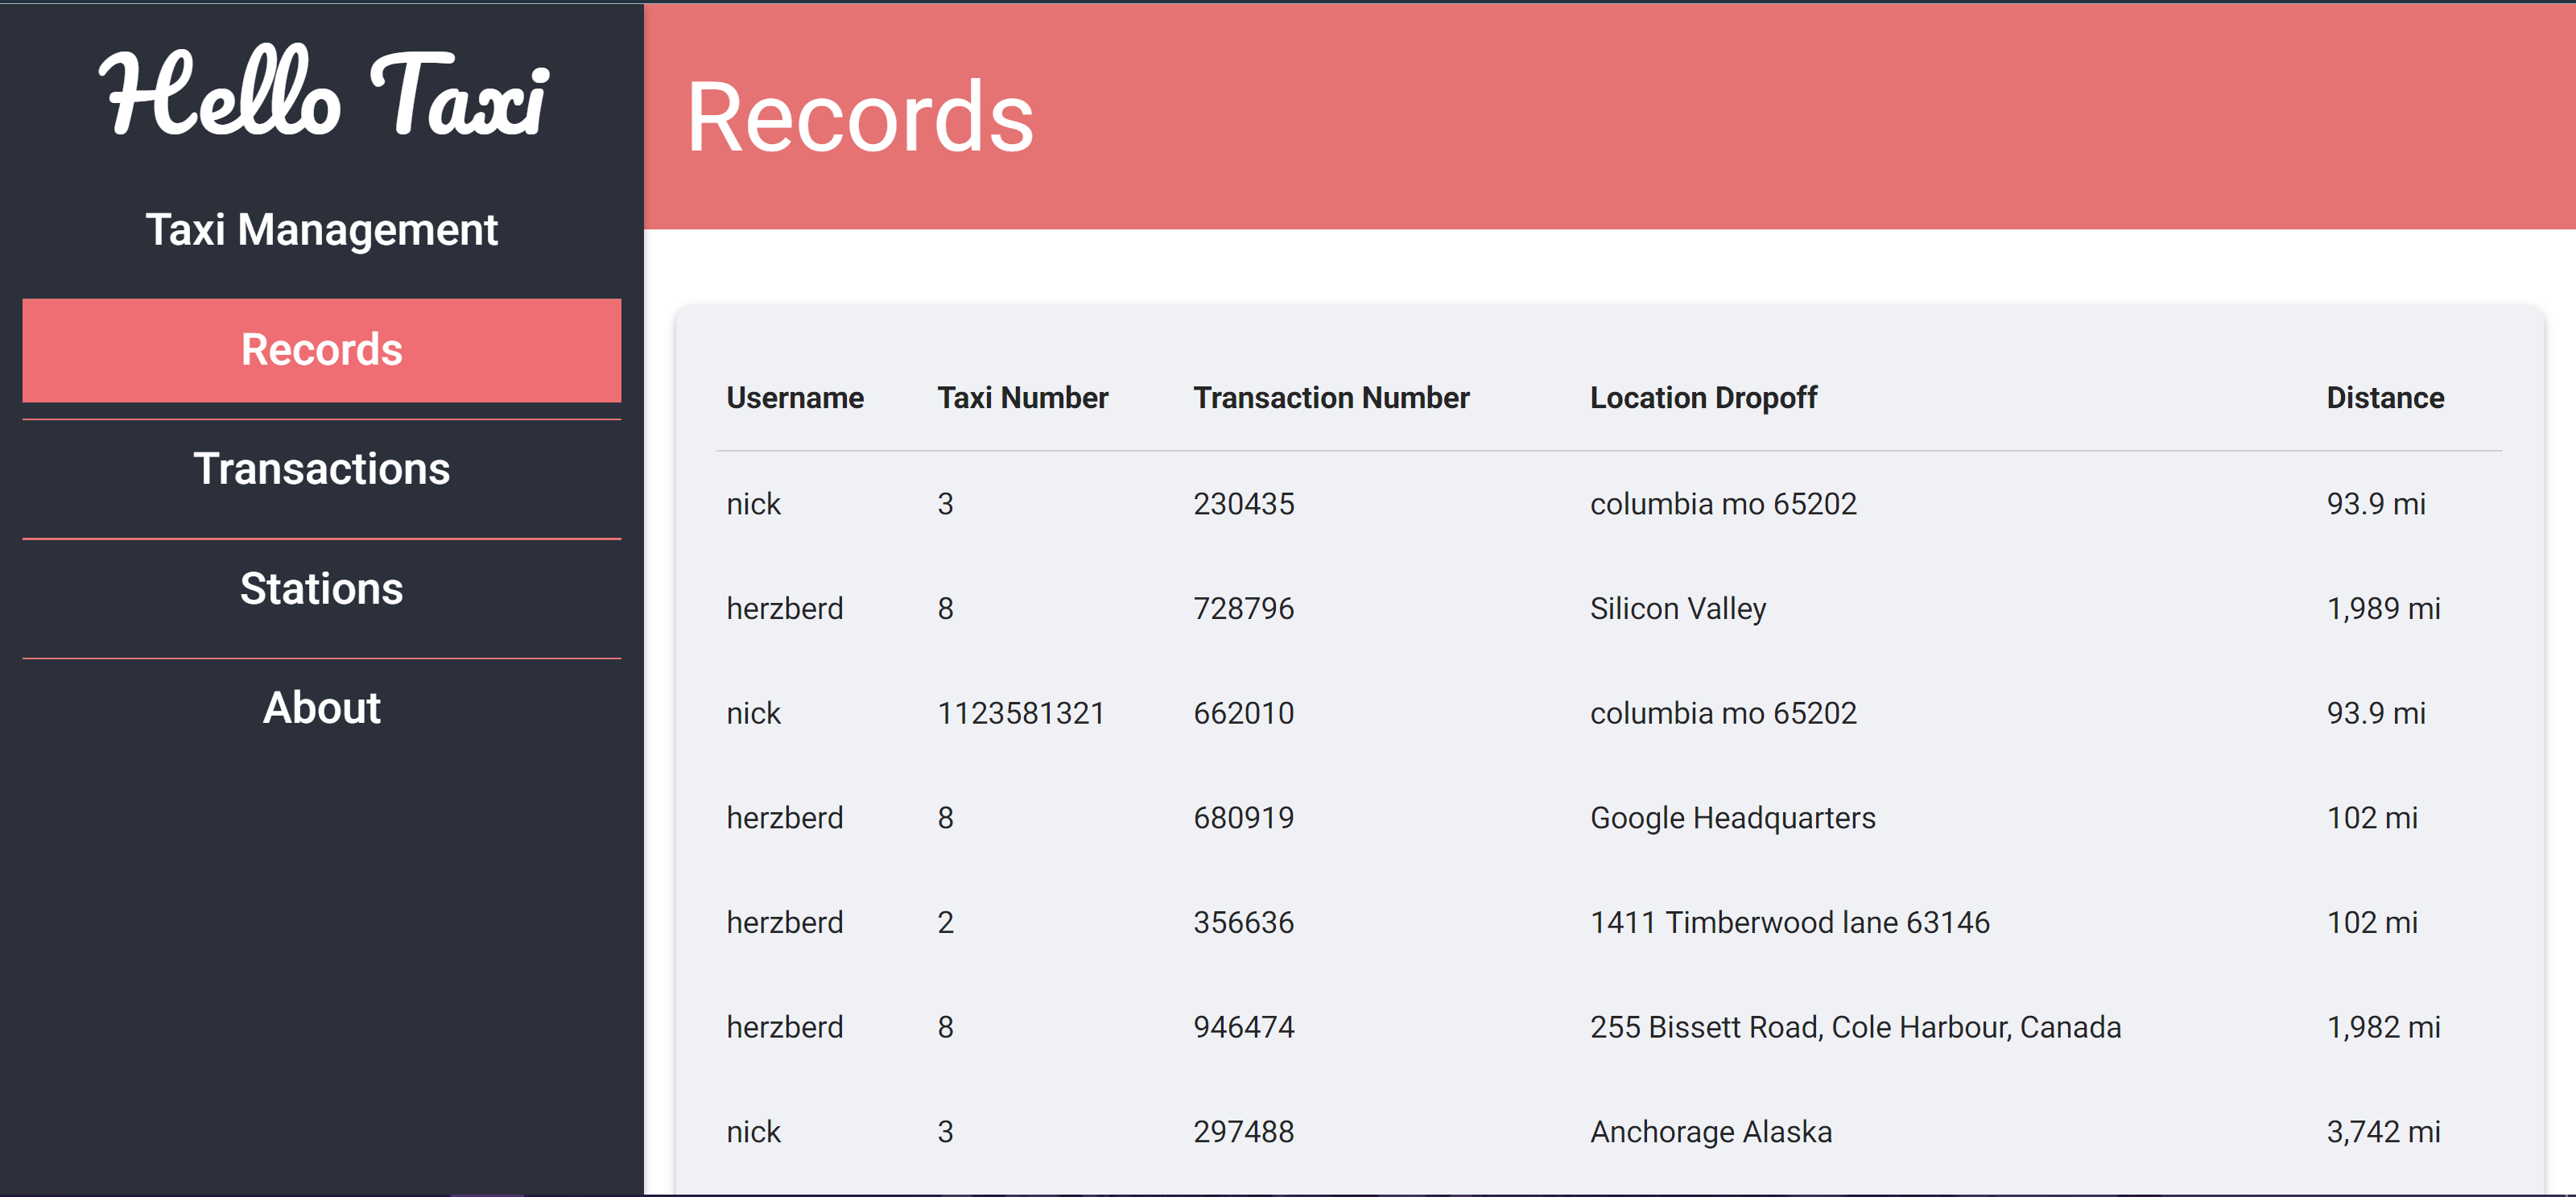 Hello Taxi
Taxi Management
Records
Transactions
Stations
About
Records
Username Taxi Number Transaction Number Location Dropoff Distance
nick 3 230435 columbia mo 65202 93.9 mi
herzberd 8 728796 Silicon Valley 1,989 mi
nick 1123581321 662010 columbia mo 65202 93.9 mi
herzberd 8 680919 Google Headquarters 102 mi
herzberd 2 356636 1411 Timberwood lane 63146 102 mi
herzberd 8 946474 255 Bissett Road, Cole Harbour, Canada 1,982 mi
nick 3 297488 Anchorage Alaska 3,742 mi